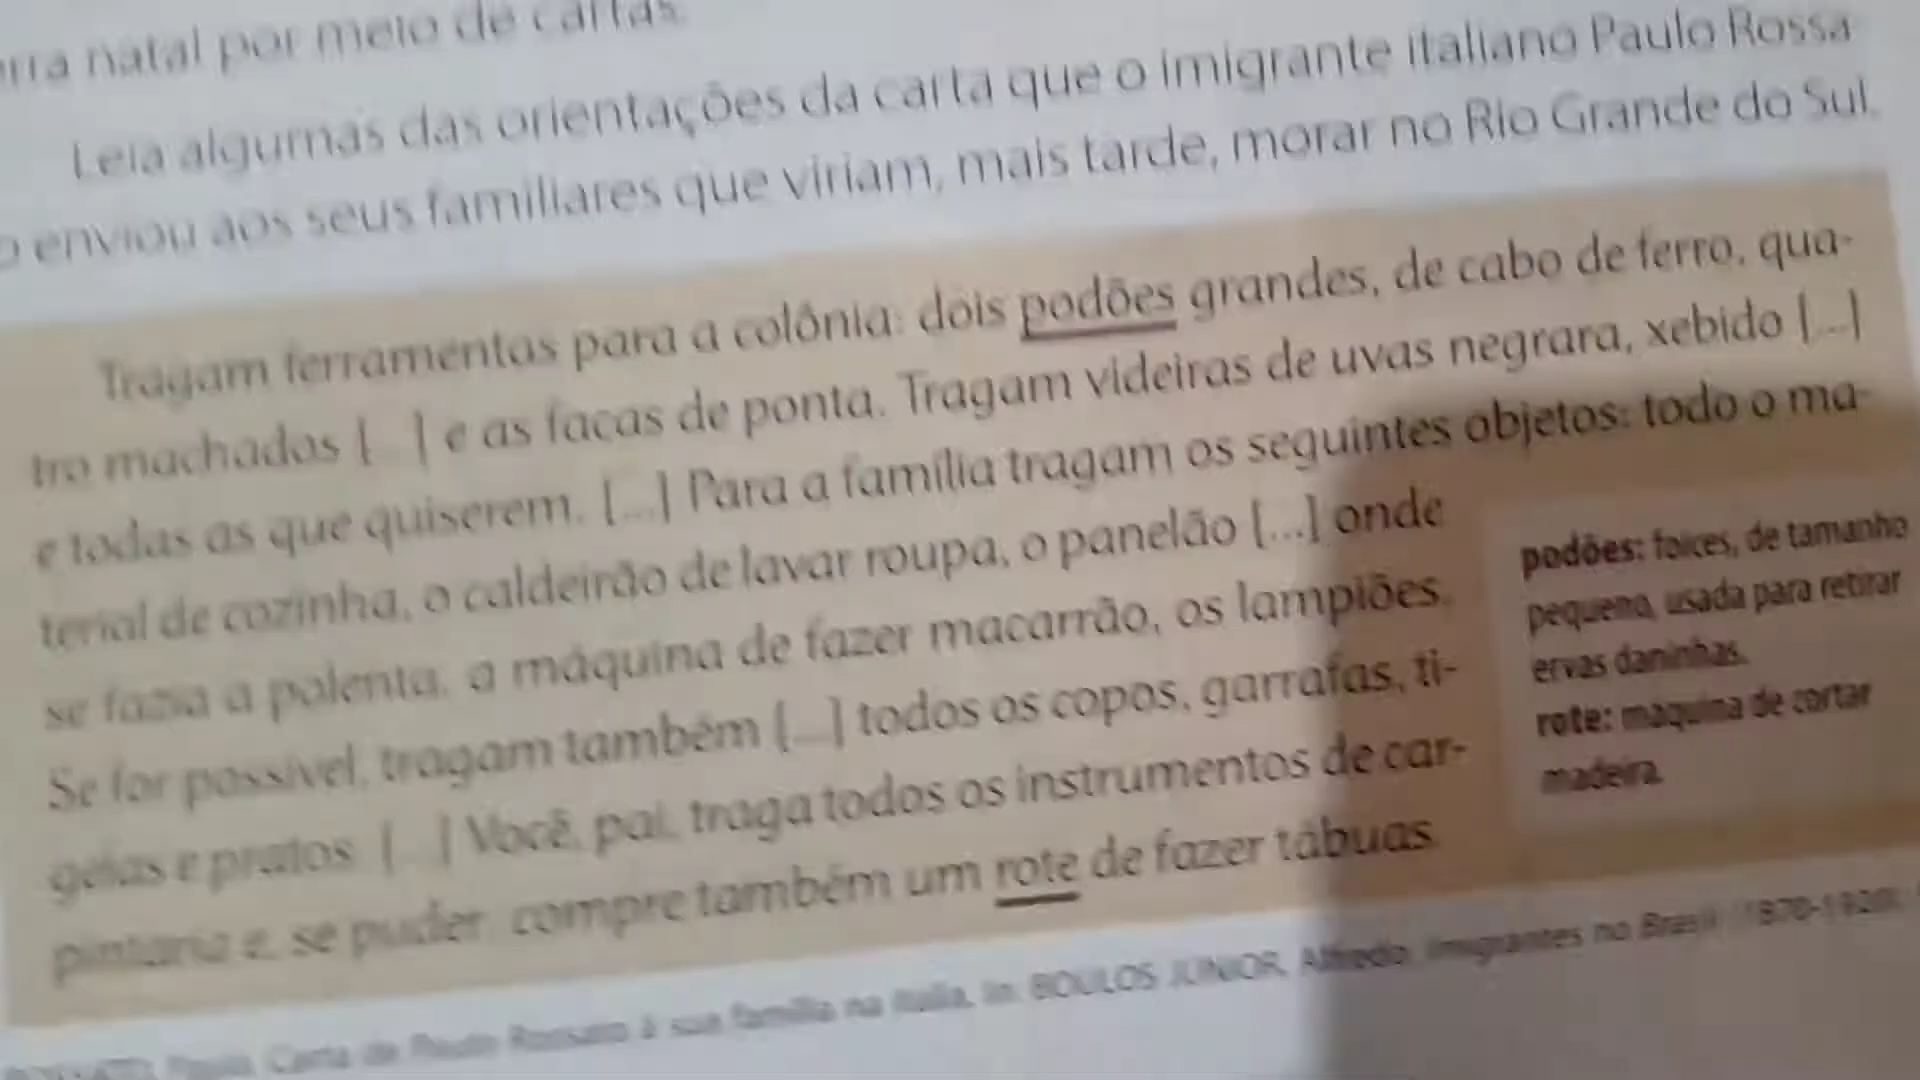 rra natal por meio de cartas.
Leia algumas das orientações da carta que o imigrante italiano Paulo Rossa-
o enviou aos seus familiares que viriam, mais tarde, morar no Rio Grande do Sul.
Tragam ferramentas para a colônia: dois podões grandes, de cabo de ferro, qua-
tro machados [...] e as facas de ponta. Tragam videiras de uvas negrara, xebido [...]
e todas as que quiserem. [...] Para a família tragam os seguintes objetos: todo o ma-
terial de cozinha, o caldeirão de lavar roupa, o panelão [...] onde
se fazia a polenta, a máquina de fazer macarrão, os lampiões.
Se for possível, tragam também [...] todos os copos, garrafas, ti-
gelas e pratos. [...] Você, pai, traga todos os instrumentos de car-
pintaria e, se puder, compre também um rote de fazer tábuas.
podões: foices, de tamanho
pequeno, usada para retirar
ervas daninhas.
rote: máquina de cortar
madeira.
Paulo. Carta de Paulo Rossato à sua família na Itália. In: BOULOS JÚNIOR, Alfredo. Imigrantes no Brasil (1870-1920).